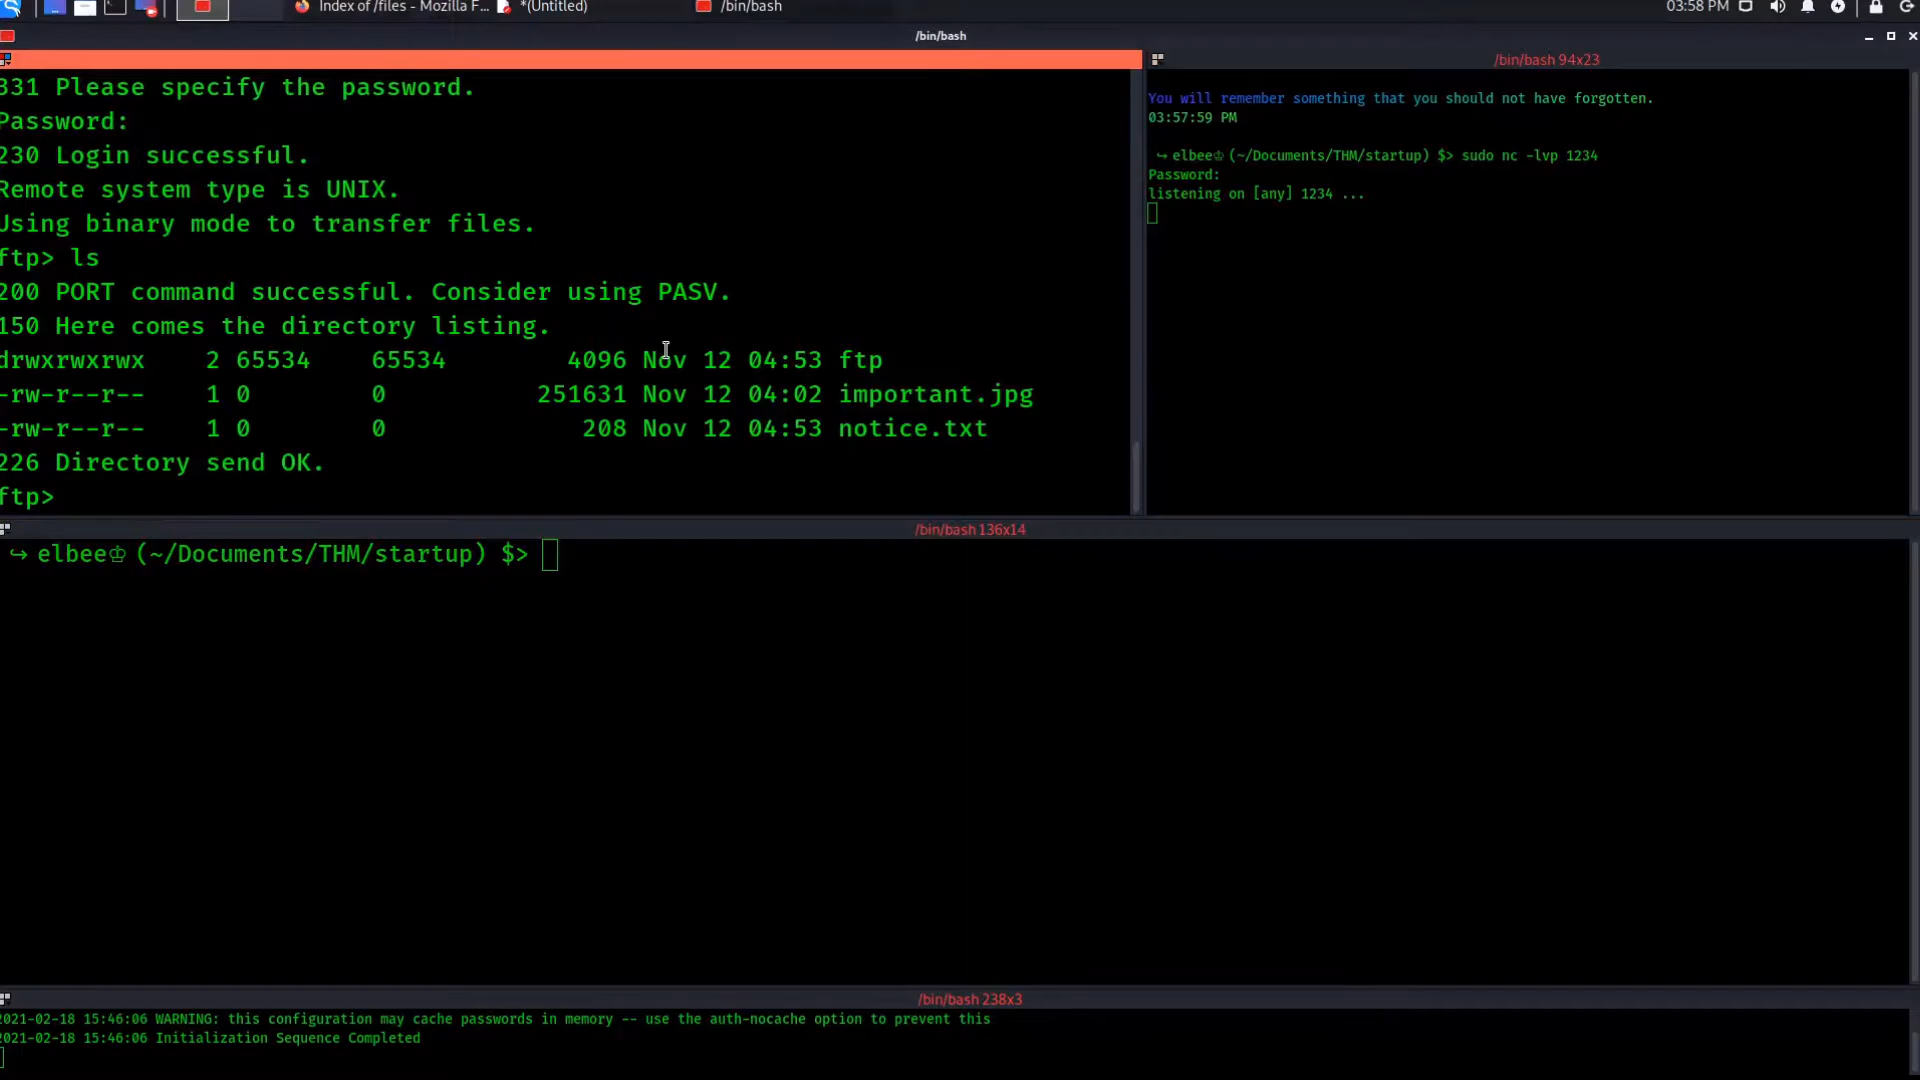 Index of /files - Mozilla F...
*(Untitled)
/bin/bash
03:58 PM
/bin/bash
331 Please specify the password.
Password:
230 Login successful.
Remote system type is UNIX.
Using binary mode to transfer files.
ftp> ls
200 PORT command successful. Consider using PASV.
150 Here comes the directory listing.
drwxrwxrwx 2 65534 65534 4096 Nov 12 04:53 ftp
-rw-r--r-- 1 0 0 251631 Nov 12 04:02 important.jpg
-rw-r--r-- 1 0 0 208 Nov 12 04:53 notice.txt
226 Directory send OK.
ftp>
/bin/bash 94x23
You will remember something that you should not have forgotten.
03:57:59 PM
↪ elbee♔ (~/Documents/THM/startup) $> sudo nc -lvp 1234
Password:
listening on [any] 1234 ...
/bin/bash 136x14
↪ elbee♔ (~/Documents/THM/startup) $>
/bin/bash 238x3
2021-02-18 15:46:06 WARNING: this configuration may cache passwords in memory -- use the auth-nocache option to prevent this
2021-02-18 15:46:06 Initialization Sequence Completed